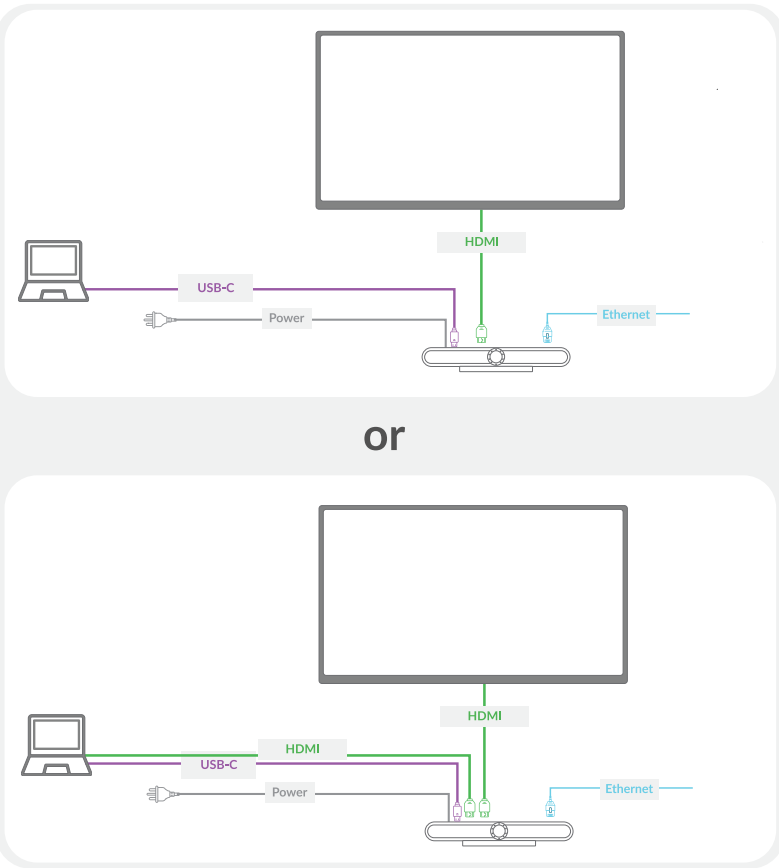 HDMI
USB-C
Power
Ethernet
or
HDMI
HDMI
USB-C
Power
Ethernet